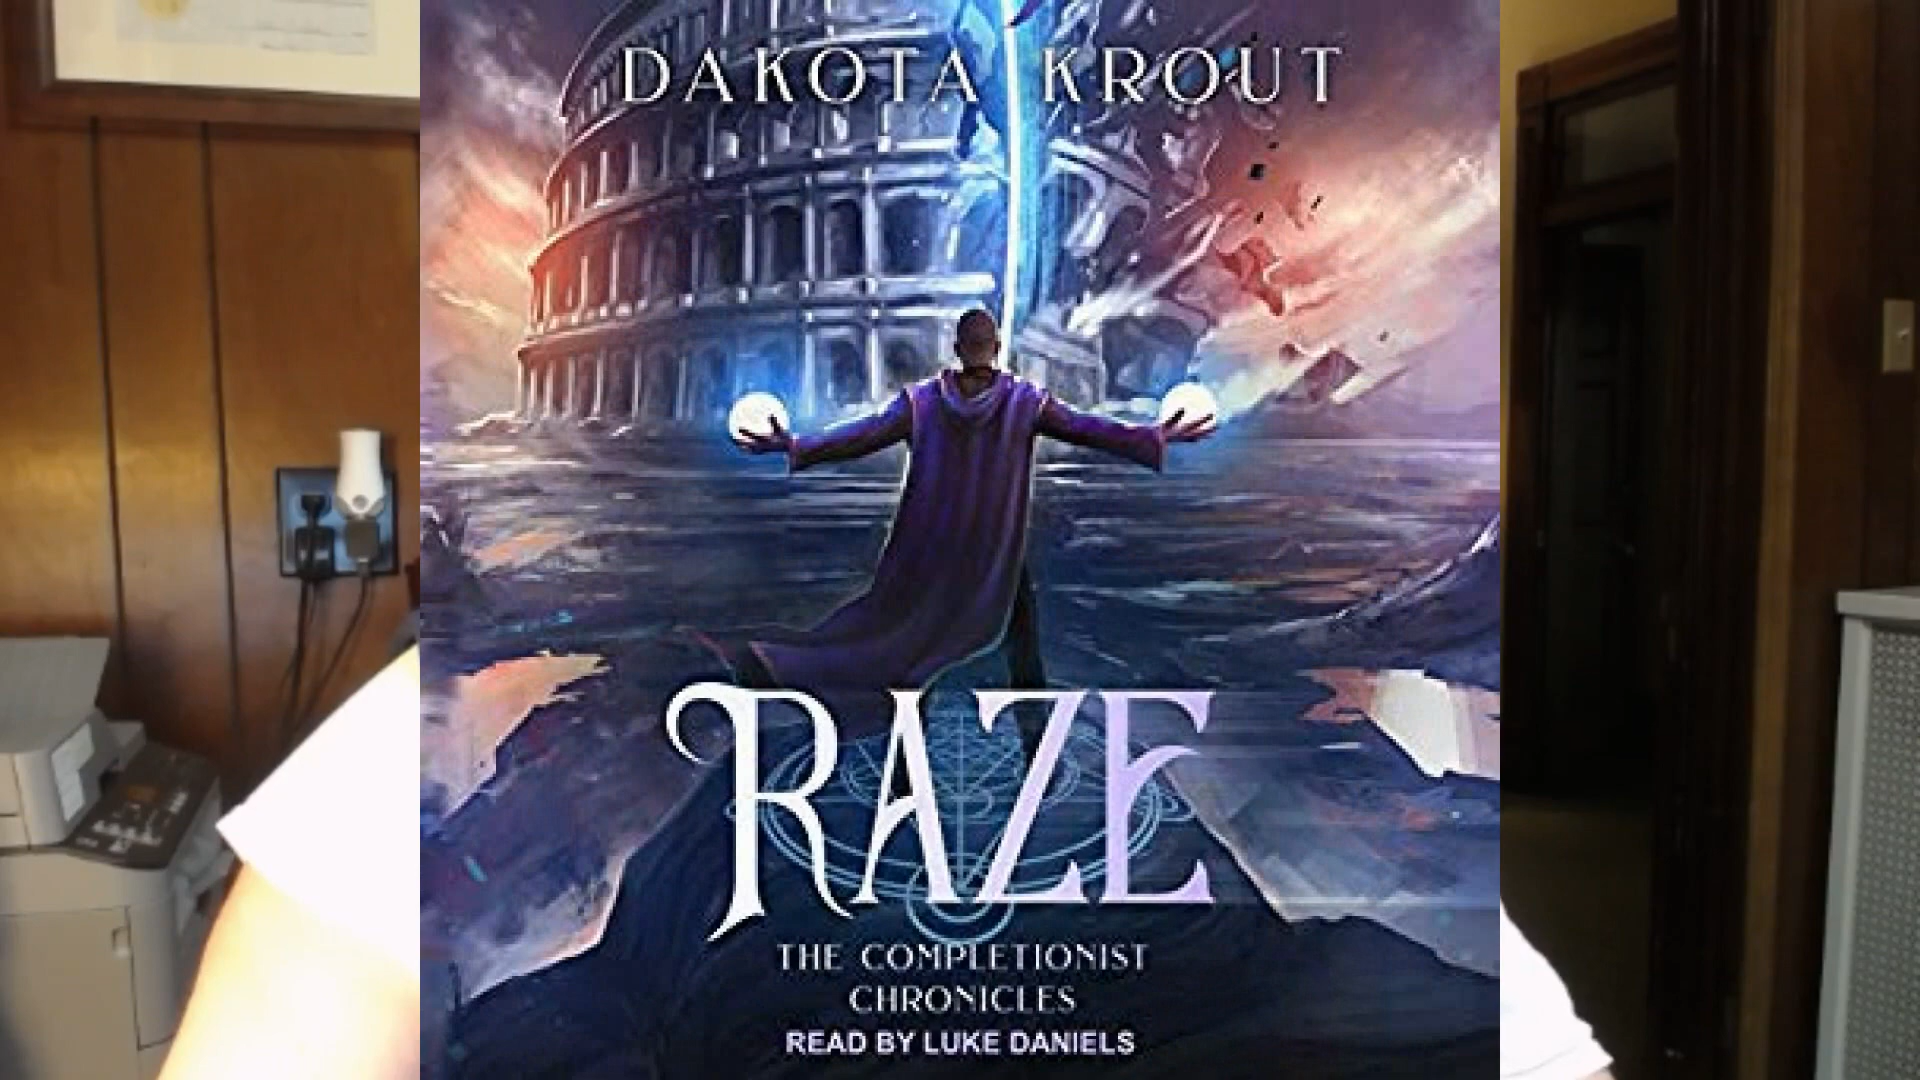 DAKOTA KROUT
RAZE
THE COMPLETIONIST
CHRONICLES
READ BY LUKE DANIELS